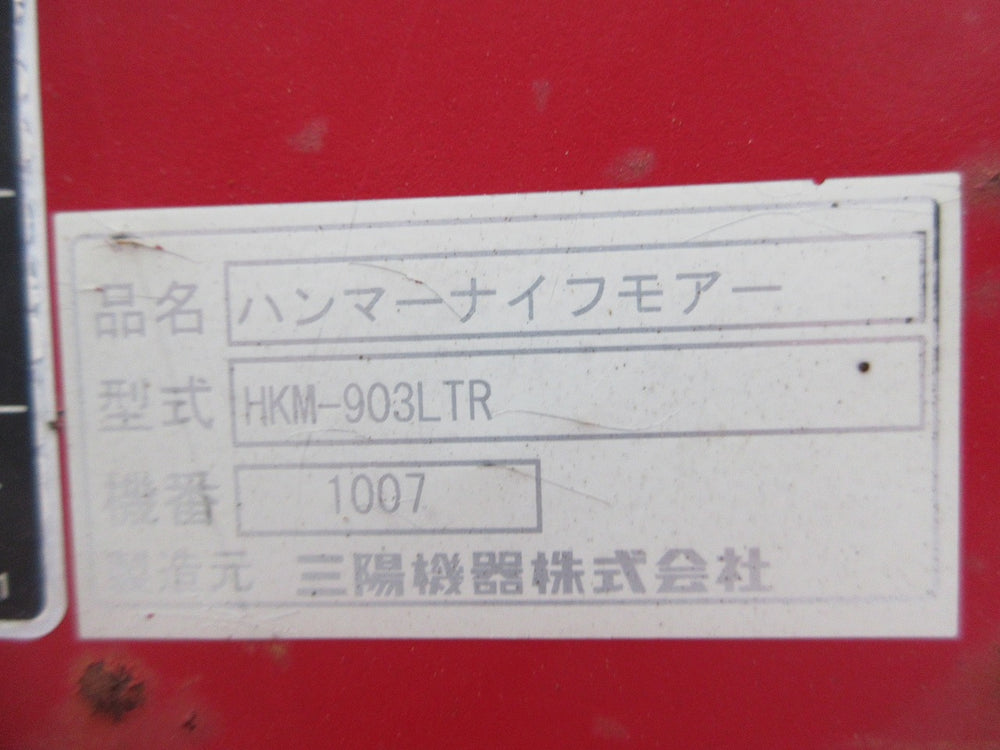 品名 ハンマーナイフモアー
型式 HKM-903LTR
機番 1007
製造元 三陽機器株式会社